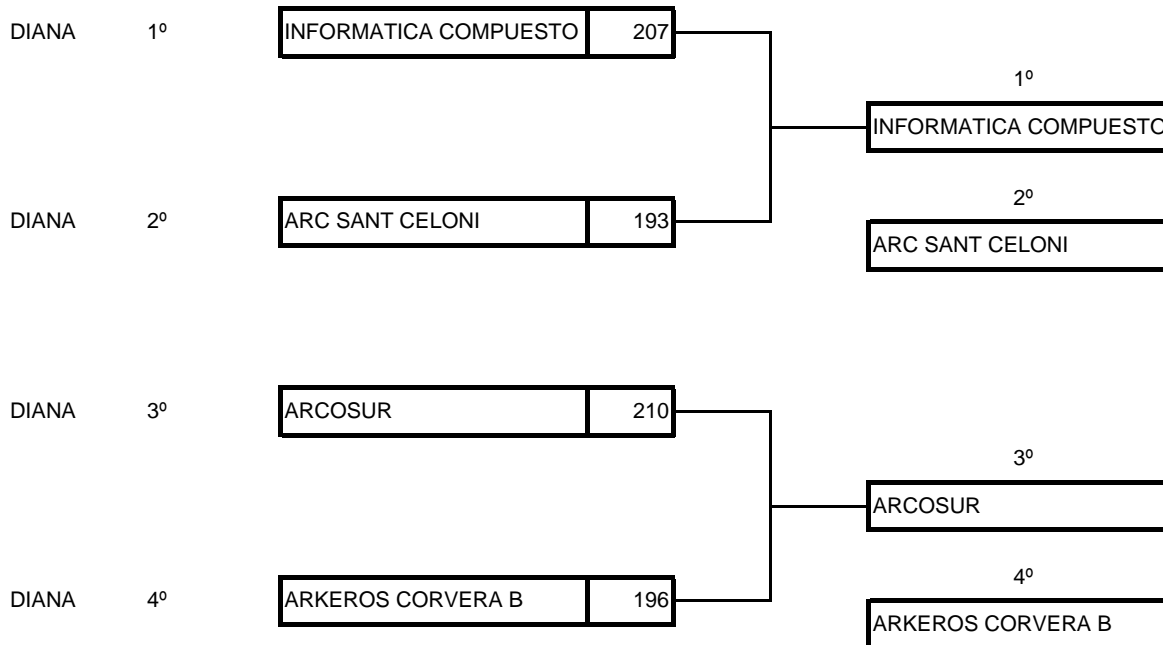 DIANA 1º INFORMATICA COMPUESTO 207
1º
INFORMATICA COMPUESTO
DIANA 2º ARC SANT CELONI 193
2º
ARC SANT CELONI
DIANA 3º ARCOSUR 210
3º
ARCOSUR
DIANA 4º ARKEROS CORVERA B 196
4º
ARKEROS CORVERA B